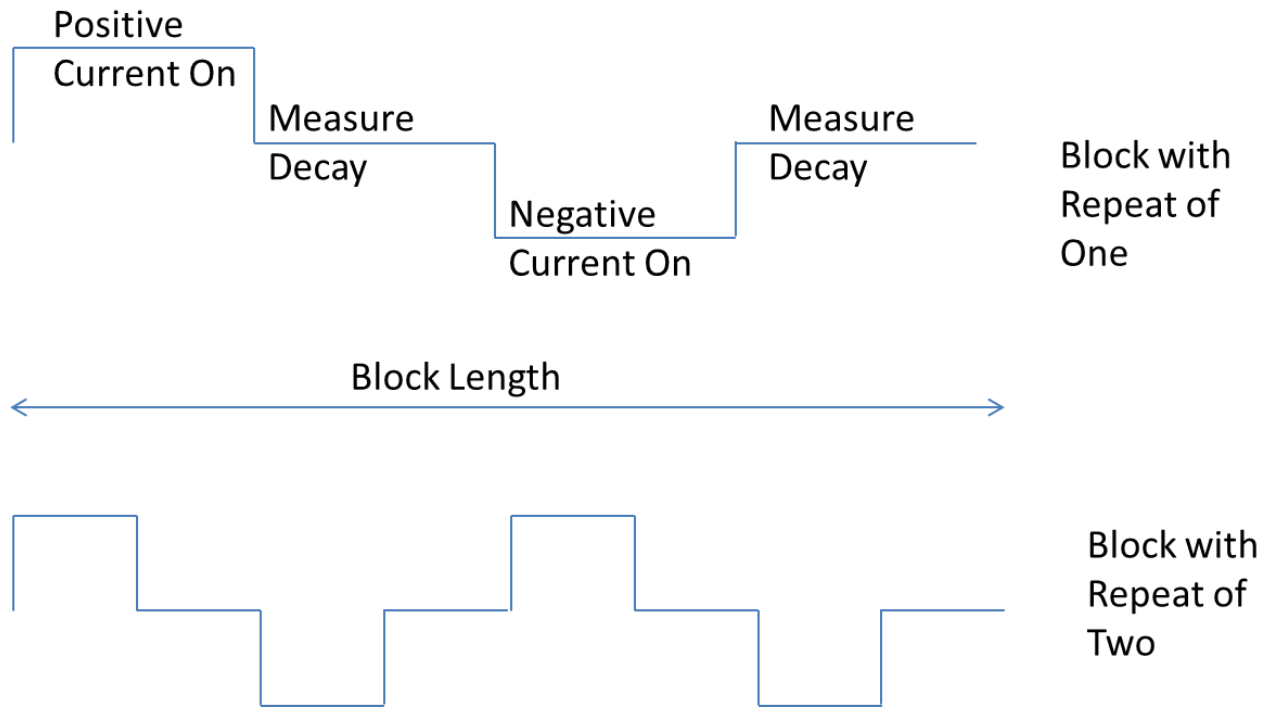 Positive
Current On
Measure
Decay
Negative
Current On
Measure
Decay
Block with
Repeat of
One
Block Length
Block with
Repeat of
Two